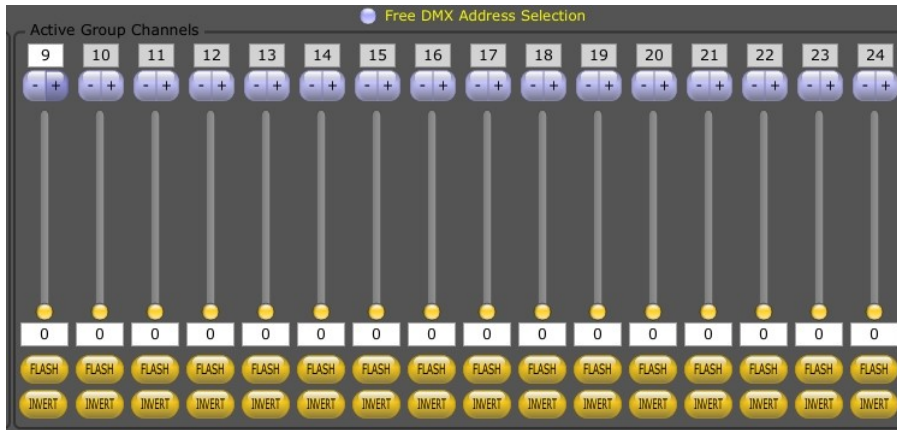 Free DMX Address Selection
Active Group Channels
9 10 11 12 13 14 15 16 17 18 19 20 21 22 23 24
- + - + - + - + - + - + - + - + - + - + - + - + - + - + - + - +
0 0 0 0 0 0 0 0 0 0 0 0 0 0 0 0
FLASH FLASH FLASH FLASH FLASH FLASH FLASH FLASH FLASH FLASH FLASH FLASH FLASH FLASH FLASH FLASH
INVERT INVERT INVERT INVERT INVERT INVERT INVERT INVERT INVERT INVERT INVERT INVERT INVERT INVERT INVERT INVERT